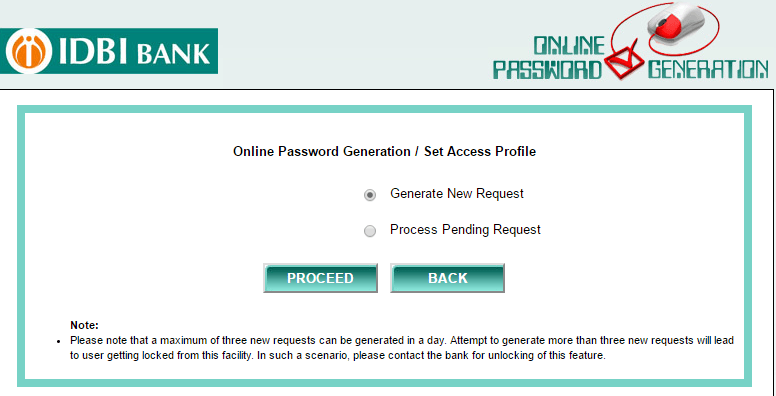 IDBI BANK
ONLINE
PASSWORD GENERATION
Online Password Generation / Set Access Profile
Generate New Request
Process Pending Request
PROCEED BACK
Note:
• Please note that a maximum of three new requests can be generated in a day. Attempt to generate more than three new requests will lead
to user getting locked from this facility. In such a scenario, please contact the bank for unlocking of this feature.